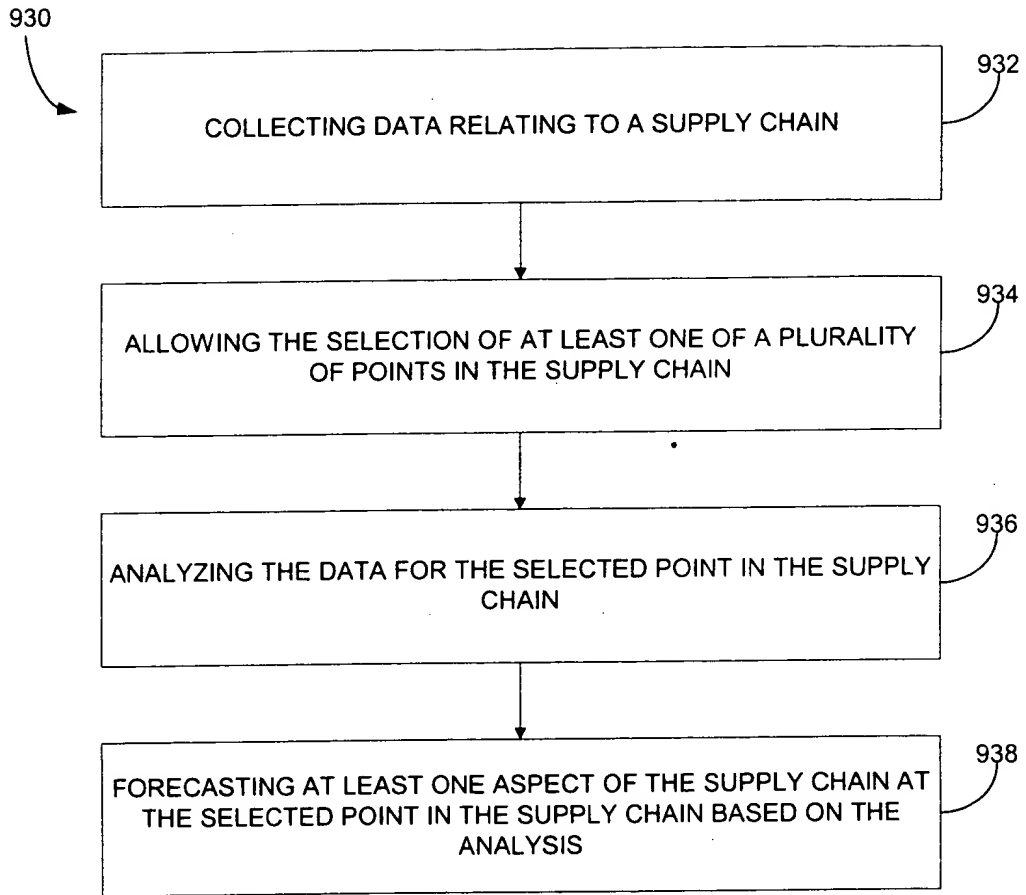 930
932
COLLECTING DATA RELATING TO A SUPPLY CHAIN
934
ALLOWING THE SELECTION OF AT LEAST ONE OF A PLURALITY
OF POINTS IN THE SUPPLY CHAIN
936
ANALYZING THE DATA FOR THE SELECTED POINT IN THE SUPPLY
CHAIN
938
FORECASTING AT LEAST ONE ASPECT OF THE SUPPLY CHAIN AT
THE SELECTED POINT IN THE SUPPLY CHAIN BASED ON THE
ANALYSIS